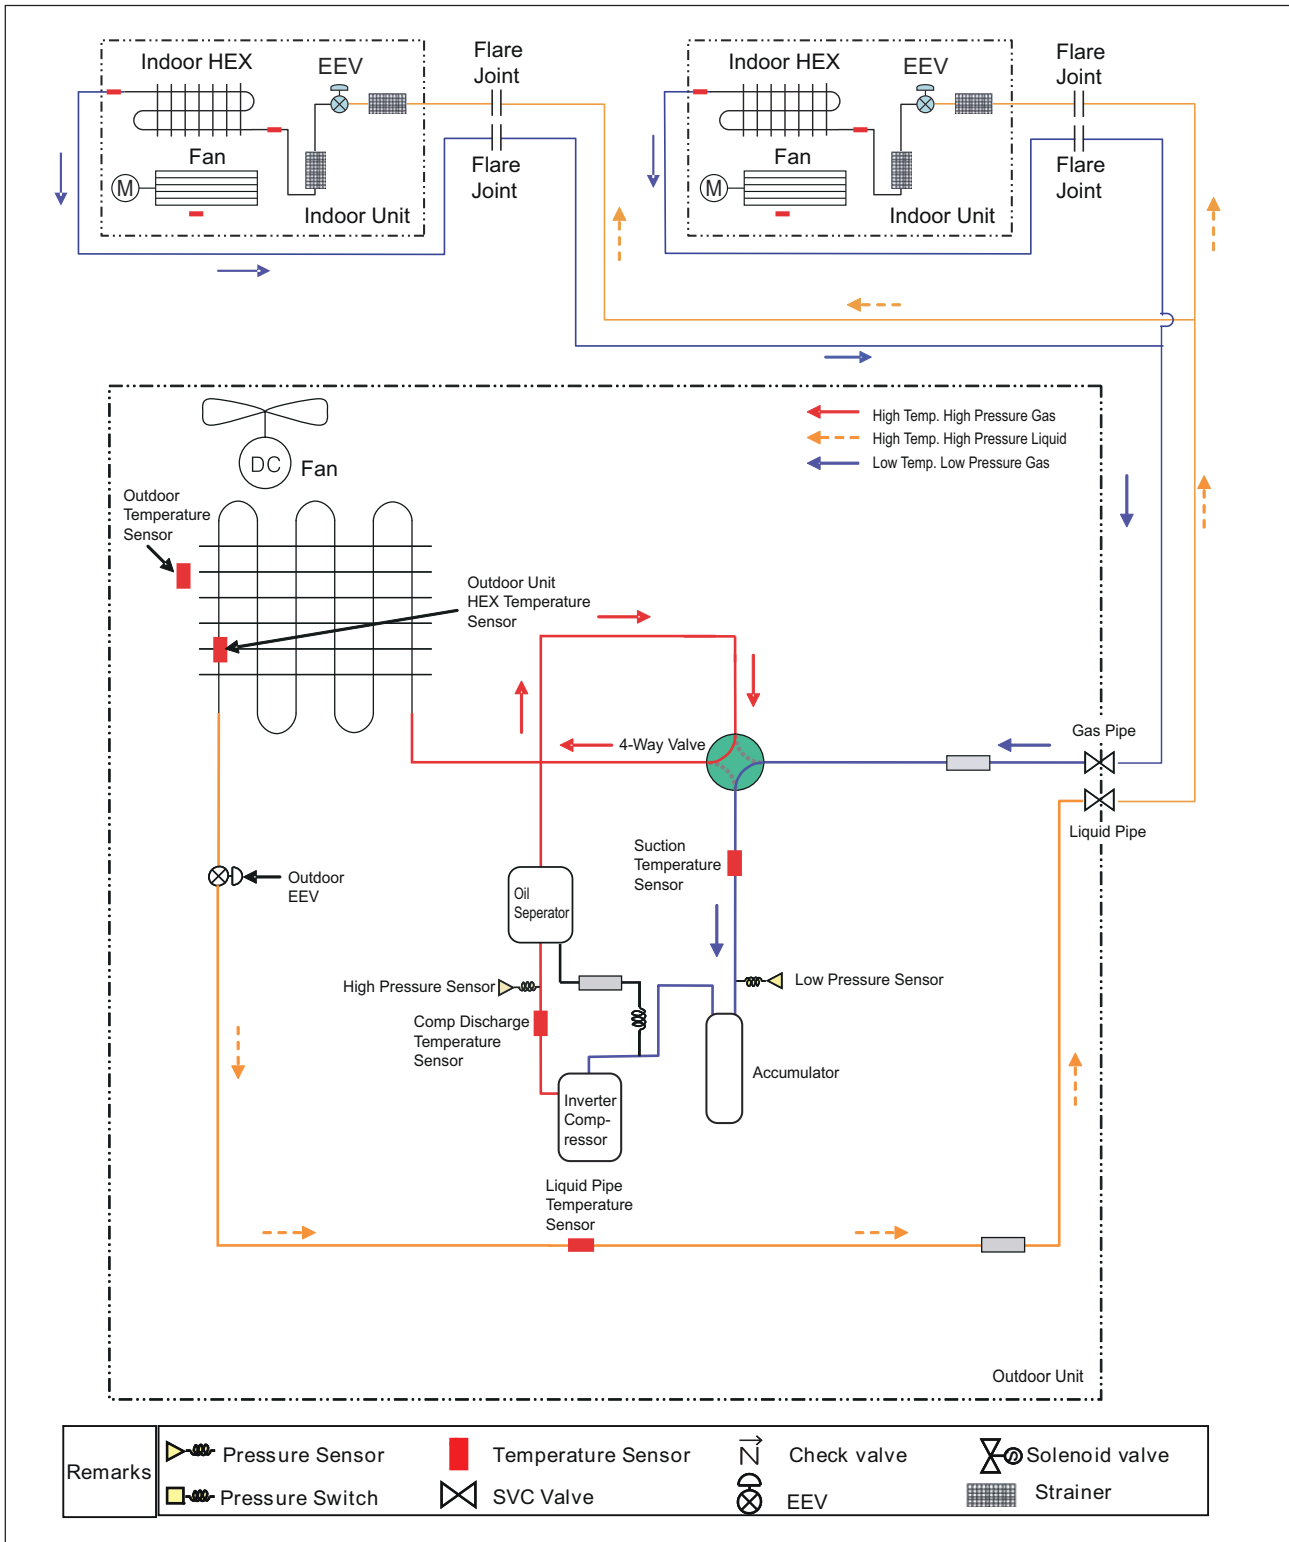 Indoor HEX
EEV
Flare
Joint
Fan
M
Flare
Joint
Indoor Unit
Indoor HEX
EEV
Flare
Joint
Fan
M
Flare
Joint
Indoor Unit
High Temp. High Pressure Gas
High Temp. High Pressure Liquid
Low Temp. Low Pressure Gas
DC
Fan
Outdoor
Temperature
Sensor
Outdoor Unit
HEX Temperature
Sensor
4-Way Valve
Gas Pipe
Liquid Pipe
Suction
Temperature
Sensor
Outdoor
EEV
Oil
Seperator
High Pressure Sensor
Low Pressure Sensor
Comp Discharge
Temperature
Sensor
Accumulator
Inverter
Comp-
ressor
Liquid Pipe
Temperature
Sensor
Outdoor Unit
Remarks
Pressure Sensor
Temperature Sensor
Check valve
S Solenoid valve
Pressure Switch
SVC Valve
EEV
Strainer